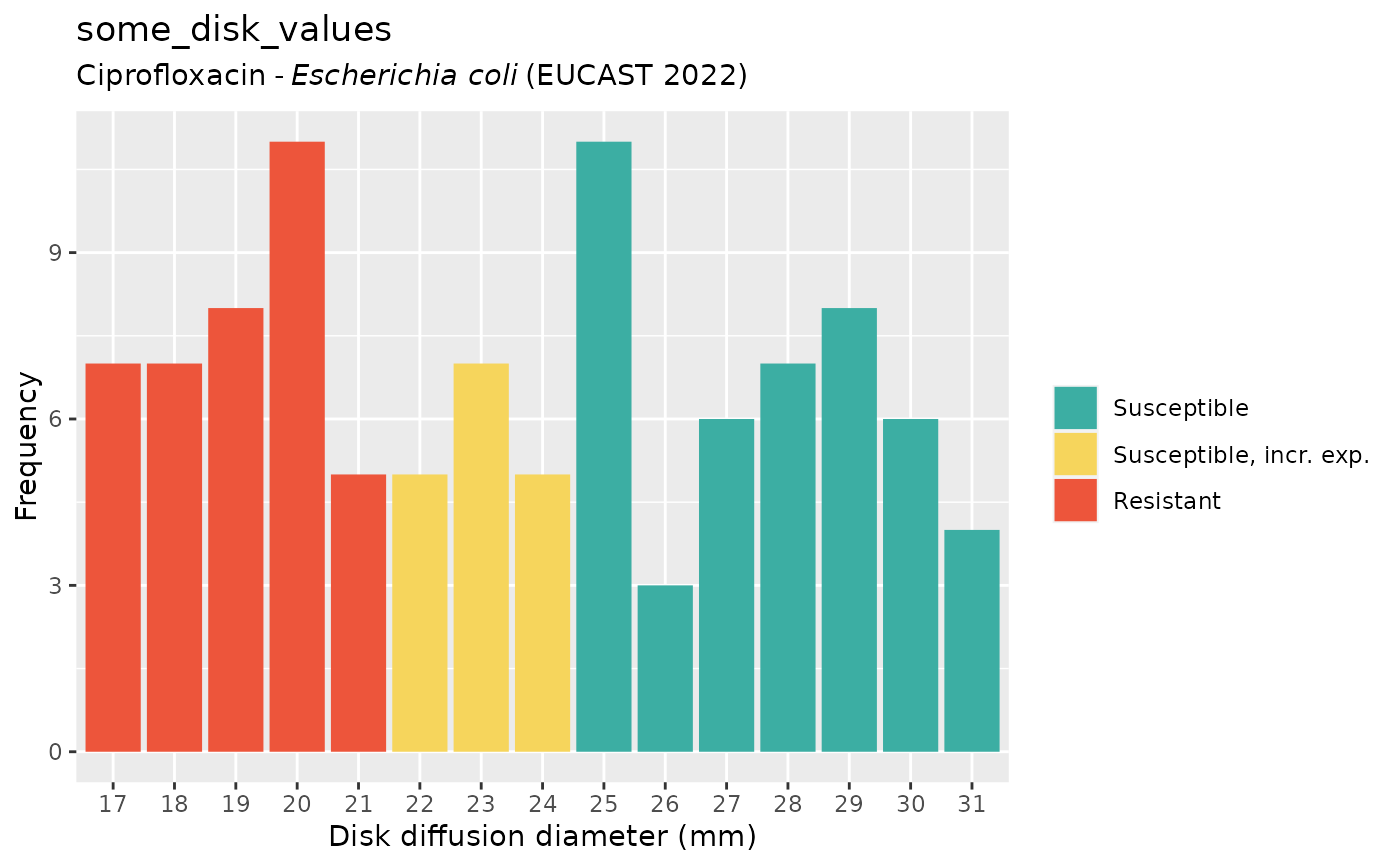 some_disk_values
Ciprofloxacin - Escherichia coli (EUCAST 2022)
Frequency
9
6
3
0
17 18 19 20 21 22 23 24 25 26 27 28 29 30 31
Disk diffusion diameter (mm)
Susceptible
Susceptible, incr. exp.
Resistant